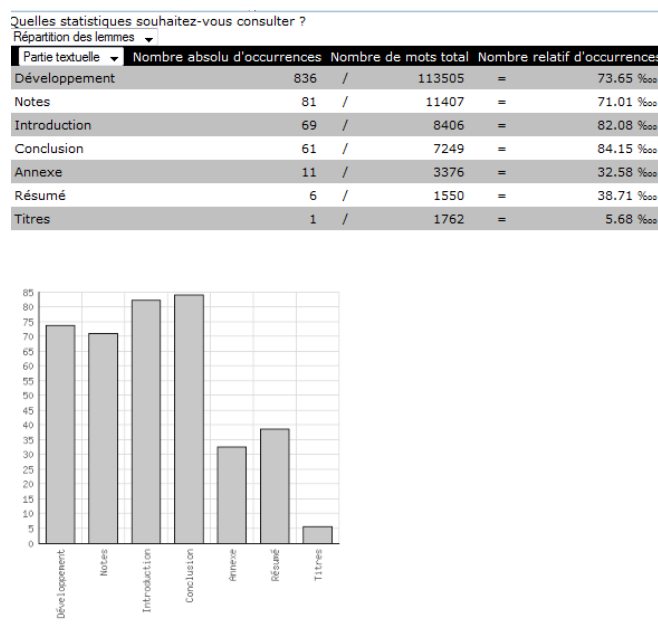 Quelles statistiques souhaitez-vous consulter ?
Répartition des lemmes
Partie textuelle Nombre absolu d'occurrences Nombre de mots total Nombre relatif d'occurrences
Développement 836 / 113505 = 73.65 ‱
Notes 81 / 11407 = 71.01 ‱
Introduction 69 / 8406 = 82.08 ‱
Conclusion 61 / 7249 = 84.15 ‱
Annexe 11 / 3376 = 32.58 ‱
Résumé 6 / 1550 = 38.71 ‱
Titres 1 / 1762 = 5.68 ‱
85
80
75
70
65
60
55
50
45
40
35
30
25
20
15
10
5
0
Développement
Notes
Introduction
Conclusion
Annexe
Résumé
Titres